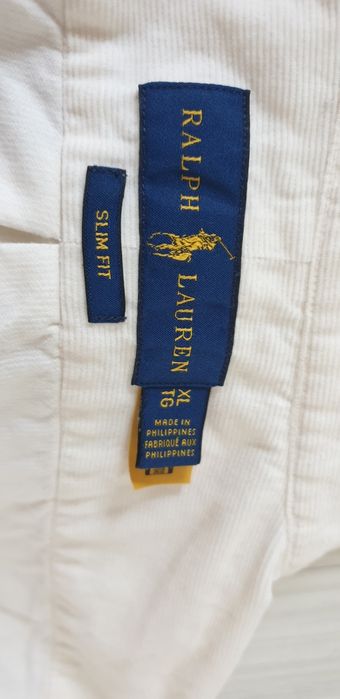 RALPH LAUREN
SLIM FIT
XL
TG
MADE IN
PHILIPPINES
FABRIQUÉ AUX
PHILIPPINES